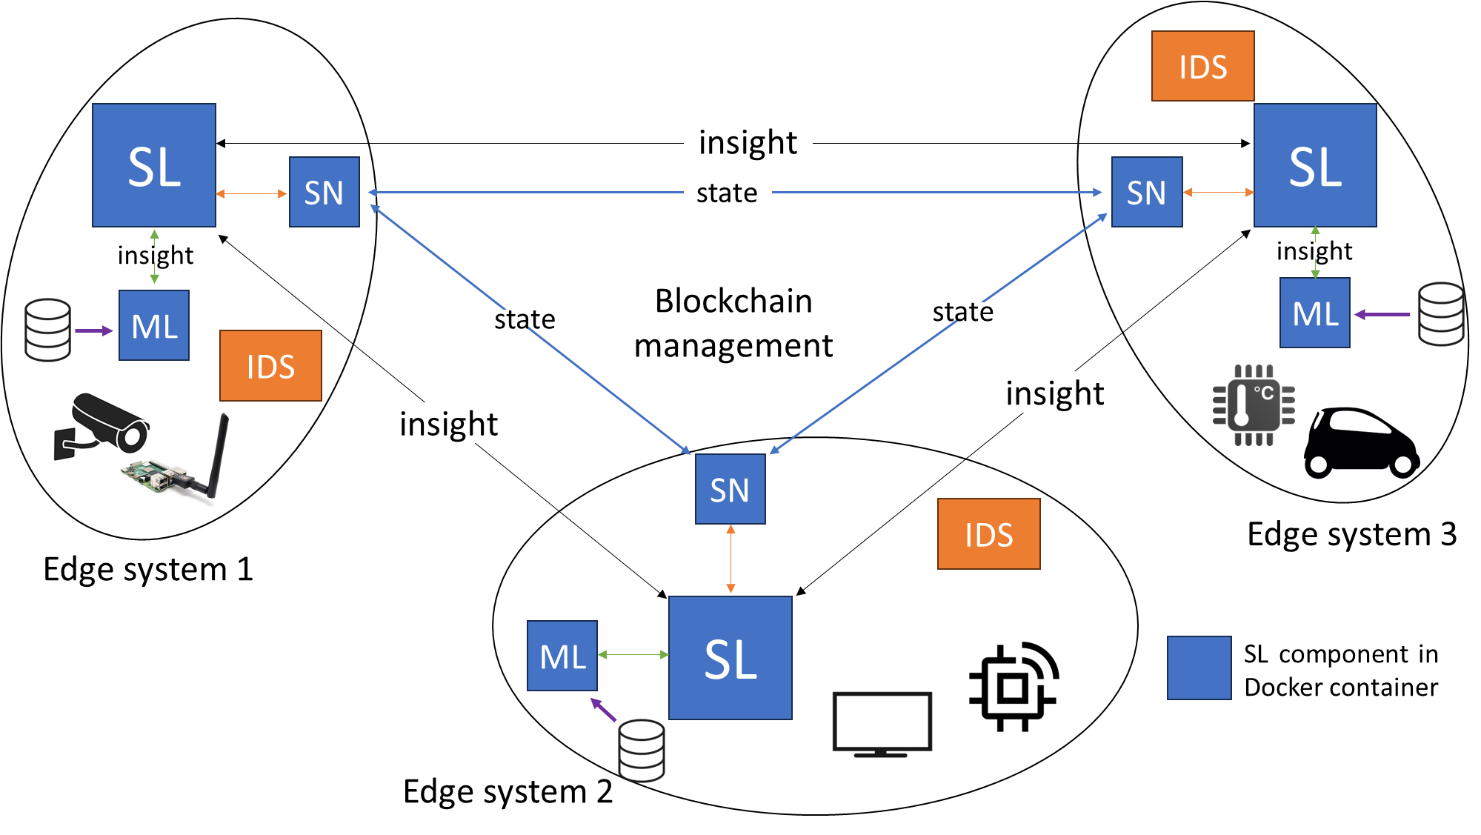 IDS
SL
insight
SL
SN
state
SN
insight
insight
ML
ML
state
Blockchain
management
state
IDS
insight
insight
SN
IDS
Edge system 3
Edge system 1
ML
SL
SL component in
Docker container
Edge system 2